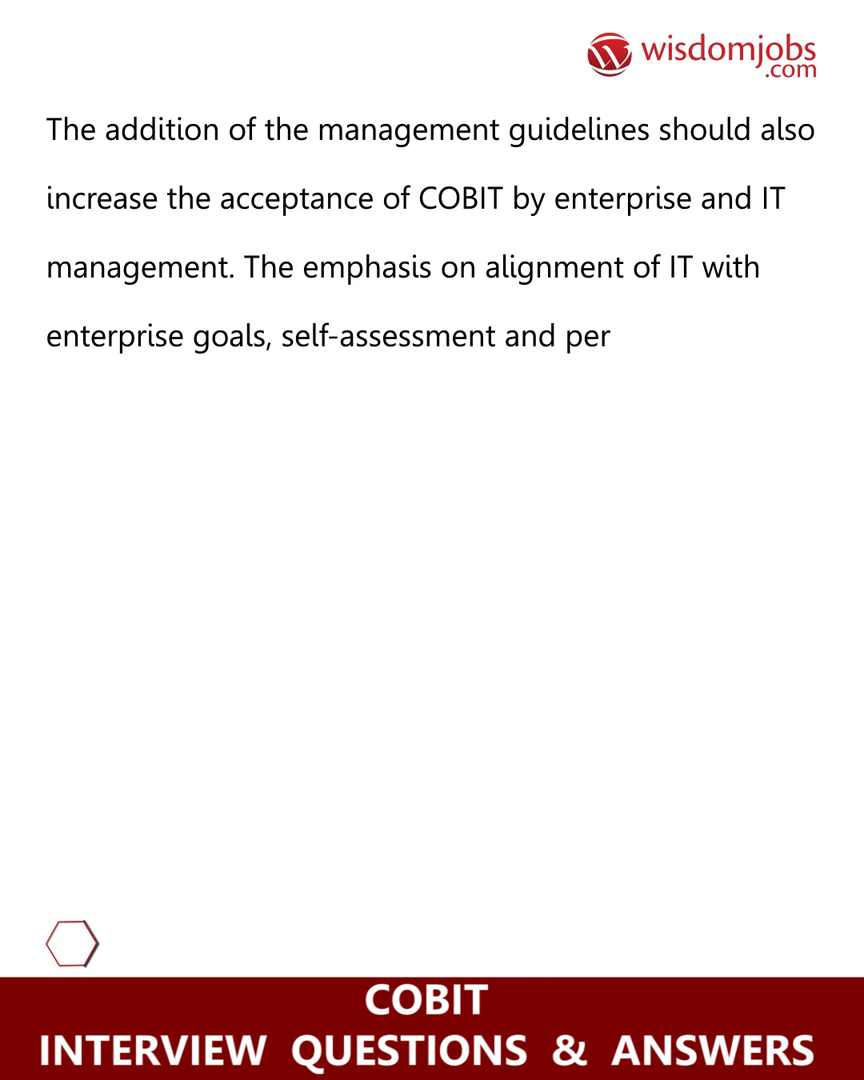 wisdomjobs
.com
The addition of the management guidelines should also
increase the acceptance of COBIT by enterprise and IT
management. The emphasis on alignment of IT with
enterprise goals, self-assessment and per
COBIT
INTERVIEW QUESTIONS & ANSWERS